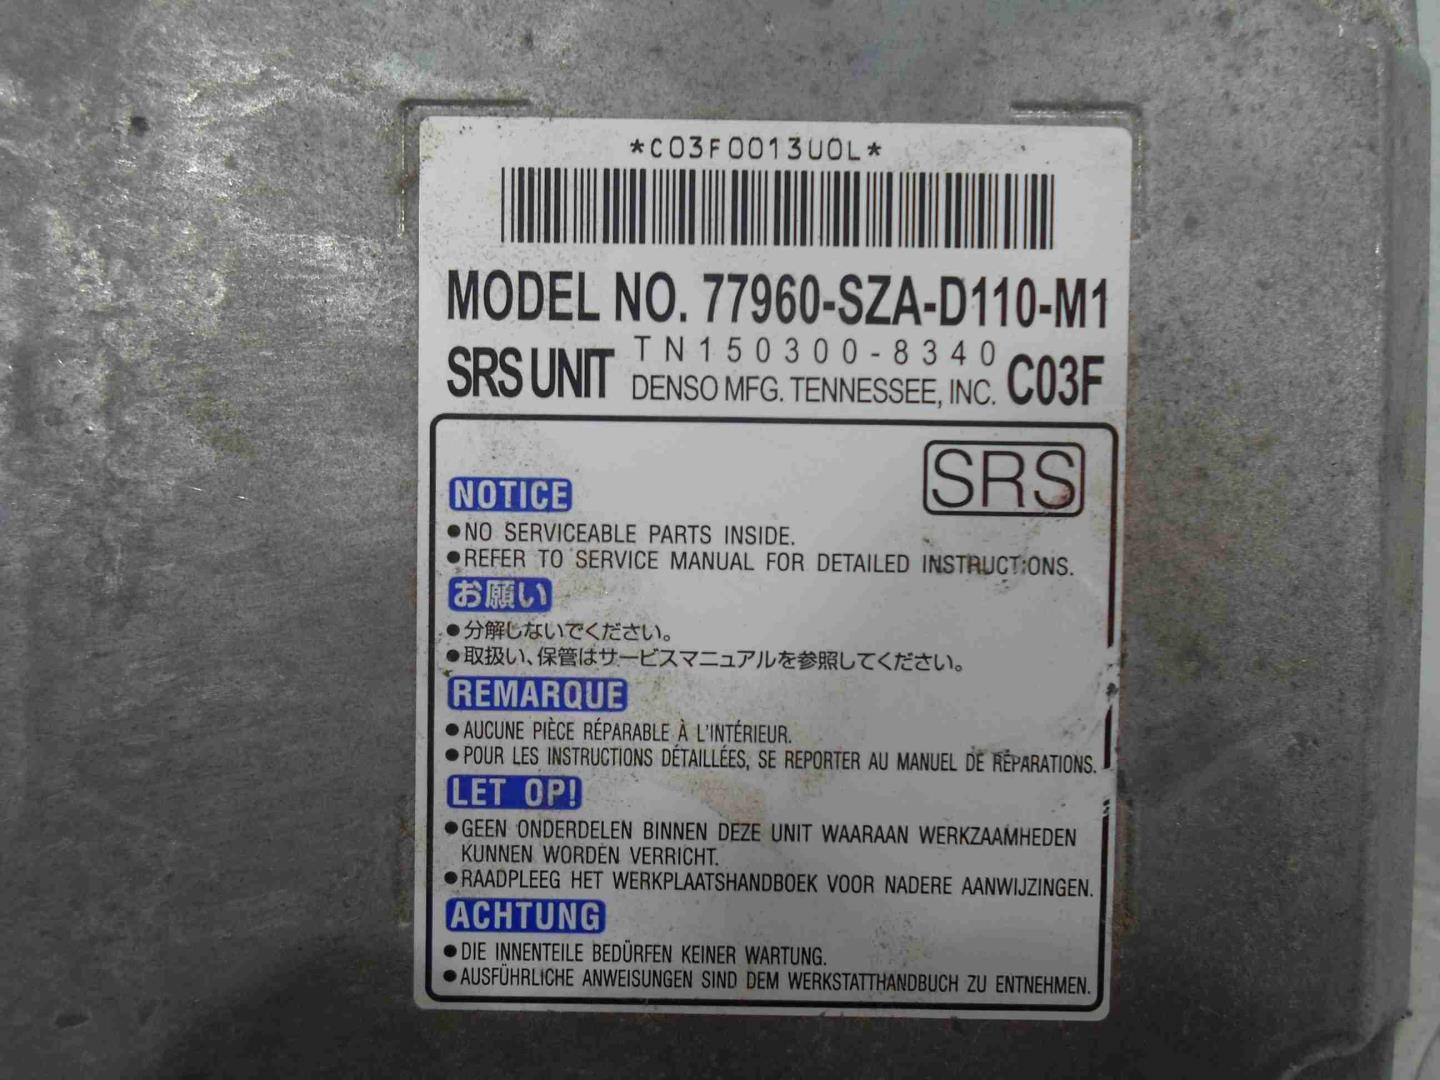 *C03F0013U0L*
MODEL NO. 77960-SZA-D110-M1
SRS UNIT TN150300-8340 C03F
DENSO MFG. TENNESSEE, INC.
SRS
NOTICE
●NO SERVICEABLE PARTS INSIDE.
●REFER TO SERVICE MANUAL FOR DETAILED INSTRUCTIONS.
お願い
●分解しないでください。
●取扱い、保管はサービスマニュアルを参照してください。
REMARQUE
●AUCUNE PIÈCE RÉPARABLE À L'INTÉRIEUR.
●POUR LES INSTRUCTIONS DÉTAILLÉES, SE REPORTER AU MANUEL DE RÉPARATIONS.
LET OP!
●GEEN ONDERDELEN BINNEN DEZE UNIT WAARAAN WERKZAAMHEDEN
KUNNEN WORDEN VERRICHT.
●RAADPLEEG HET WERKPLAATSHANDBOEK VOOR NADERE AANWIJZINGEN.
ACHTUNG
●DIE INNENTEILE BEDÜRFEN KEINER WARTUNG.
●AUSFÜHRLICHE ANWEISUNGEN SIND DEM WERKSTATTHANDBUCH ZU ENTNEHMEN.